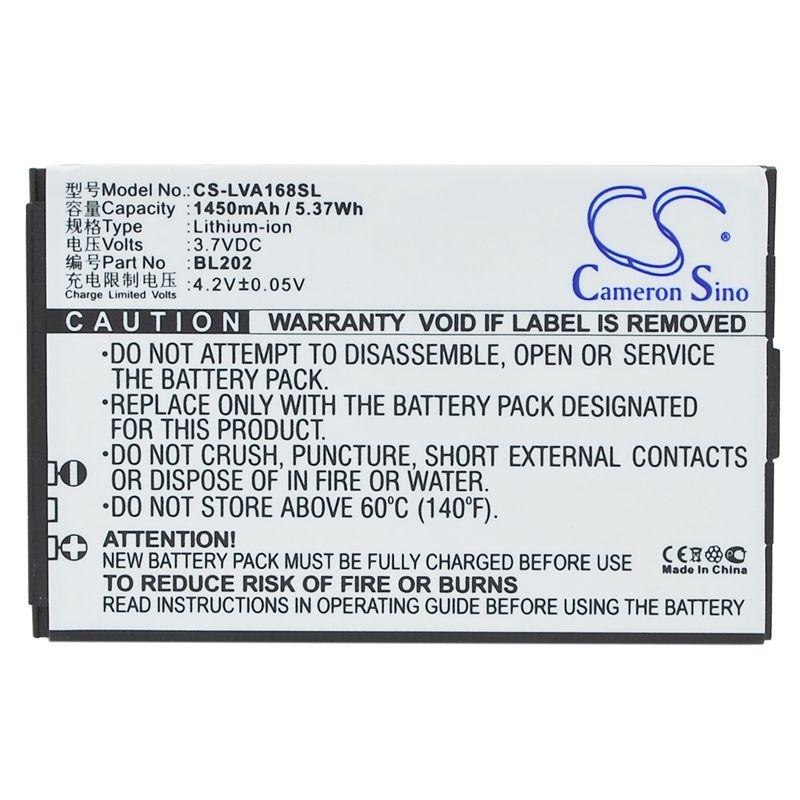 型号Model No.: CS-LVA168SL
容量Capacity :1450mAh / 5.37Wh
规格Type :Lithium-ion
电压Volts :3.7VDC
编号Part No :BL202
充电限制电压:4.2V±0.05V
Charge Limited Volts
CS
®
Cameron Sino
CAUTION WARRANTY VOID IF LABEL IS REMOVED
•DO NOT ATTEMPT TO DISASSEMBLE, OPEN OR SERVICE
THE BATTERY PACK.
•REPLACE ONLY WITH THE BATTERY PACK DESIGNATED
FOR THIS PRODUCT.
•DO NOT CRUSH, PUNCTURE, SHORT EXTERNAL CONTACTS
OR DISPOSE OF IN FIRE OR WATER.
•DO NOT STORE ABOVE 60°C (140°F).
ATTENTION!
NEW BATTERY PACK MUST BE FULLY CHARGED BEFORE USE
TO REDUCE RISK OF FIRE OR BURNS
READ INSTRUCTIONS IN OPERATING GUIDE BEFORE USING THE BATTERY
CE
Made In China